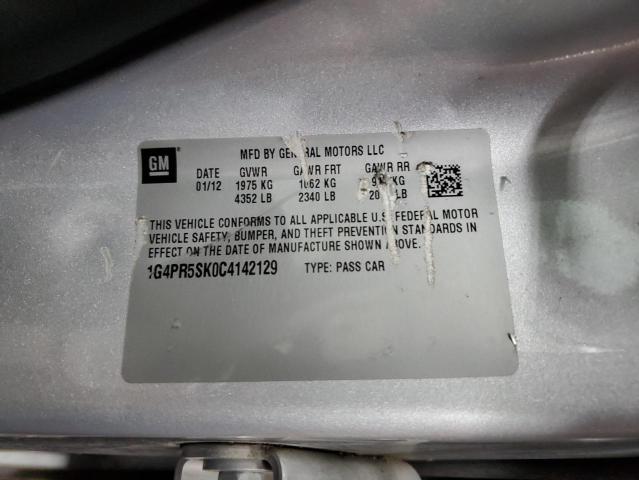 GM
MFD BY GENERAL MOTORS LLC
DATE GVWR GAWR FRT GAWR RR
01/12 1975 KG 1062 KG KG
4352 LB 2340 LB LB
THIS VEHICLE CONFORMS TO ALL APPLICABLE U.S. FEDERAL MOTOR
VEHICLE SAFETY, BUMPER, AND THEFT PREVENTION STANDARDS IN
EFFECT ON THE DATE OF MANUFACTURE SHOWN ABOVE.
1G4PR5SK0C4142129 TYPE: PASS CAR